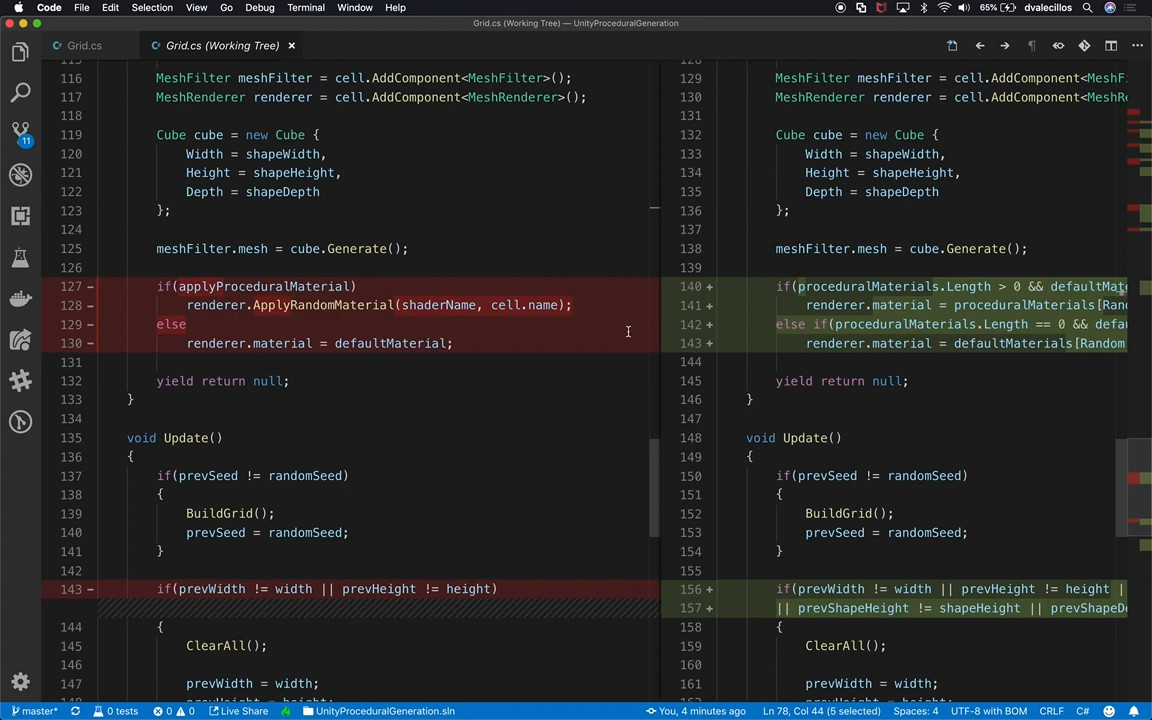 Code File Edit Selection View Go Debug Terminal Window Help 65% dvalecillos
Grid.cs (Working Tree) — UnityProceduralGeneration
Grid.cs Grid.cs (Working Tree)
116 MeshFilter meshFilter = cell.AddComponent<MeshFilter>();
117 MeshRenderer renderer = cell.AddComponent<MeshRenderer>();
118
119 Cube cube = new Cube {
120 Width = shapeWidth,
121 Height = shapeHeight,
122 Depth = shapeDepth
123 };
124
125 meshFilter.mesh = cube.Generate();
126
127 - if(applyProceduralMaterial)
128 - renderer.ApplyRandomMaterial(shaderName, cell.name);
129 - else
130 - renderer.material = defaultMaterial;
131
132 yield return null;
133 }
134
135 void Update()
136 {
137 if(prevSeed != randomSeed)
138 {
139 BuildGrid();
140 prevSeed = randomSeed;
141 }
142
143 - if(prevWidth != width || prevHeight != height)
144 {
145 ClearAll();
146
147 prevWidth = width;
129 MeshFilter meshFilter = cell.AddComponent<MeshF
130 MeshRenderer renderer = cell.AddComponent<MeshRe
131
132 Cube cube = new Cube {
133 Width = shapeWidth,
134 Height = shapeHeight,
135 Depth = shapeDepth
136 };
137
138 meshFilter.mesh = cube.Generate();
139
140 + if(proceduralMaterials.Length > 0 && defaultMate
141 + renderer.material = proceduralMaterials[Ran
142 + else if(proceduralMaterials.Length == 0 && defau
143 + renderer.material = defaultMaterials[Random
144
145 yield return null;
146 }
147
148 void Update()
149 {
150 if(prevSeed != randomSeed)
151 {
152 BuildGrid();
153 prevSeed = randomSeed;
154 }
155
156 + if(prevWidth != width || prevHeight != height |
157 + || prevShapeHeight != shapeHeight || prevShapeDe
158 {
159 ClearAll();
160
161 prevWidth = width;
11
master* 0 tests 0 0 Live Share UnityProceduralGeneration.sln You, 4 minutes ago Ln 78, Col 44 (5 selected) Spaces: 4 UTF-8 with BOM CRLF C#